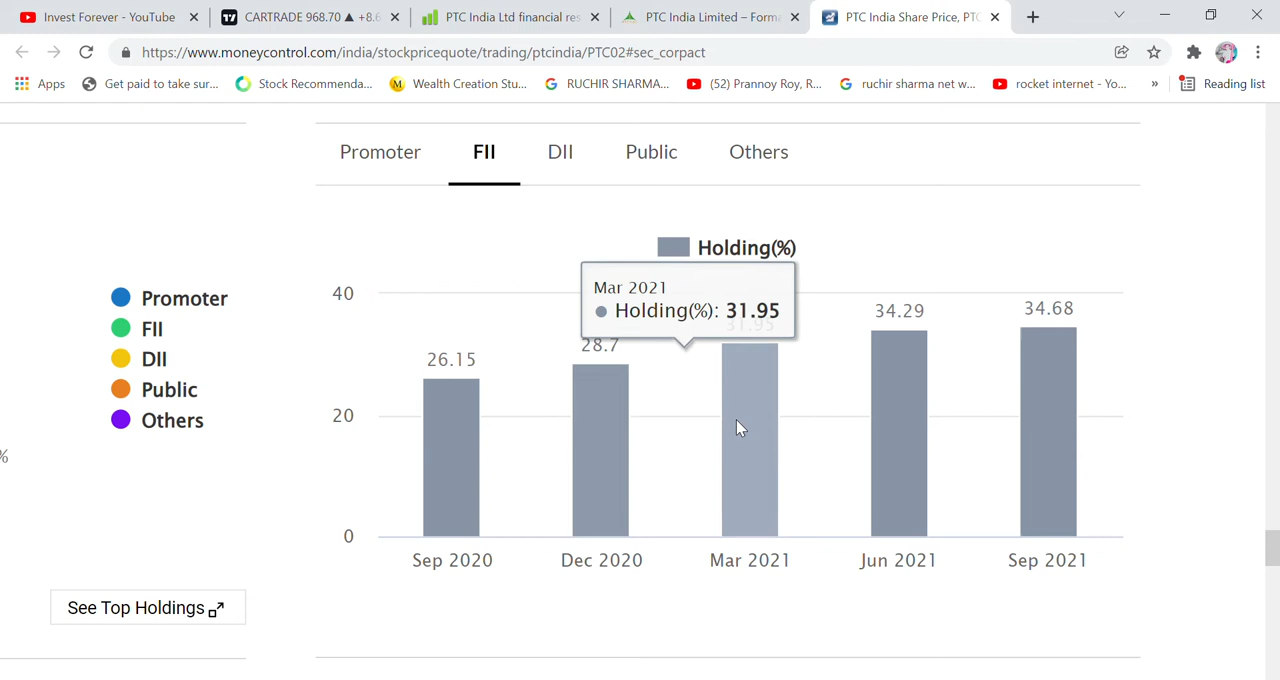 Invest Forever - YouTube
CARTRADE 968.70 ▲ +8.6
PTC India Ltd financial res
PTC India Limited – Forma
PTC India Share Price, PTC
https://www.moneycontrol.com/india/stockpricequote/trading/ptcindia/PTC02#sec_corpact
Apps
Get paid to take sur...
Stock Recommenda...
M
Wealth Creation Stu...
RUCHIR SHARMA...
(52) Prannoy Roy, R...
ruchir sharma net w...
rocket internet - Yo...
»
Reading list
Promoter
FII
DII
Public
Others
Holding(%)
Mar 2021
Holding(%): 31.95
Promoter
FII
DII
Public
Others
%
See Top Holdings
40
20
0
26.15
28.7
31.95
34.29
34.68
Sep 2020
Dec 2020
Mar 2021
Jun 2021
Sep 2021